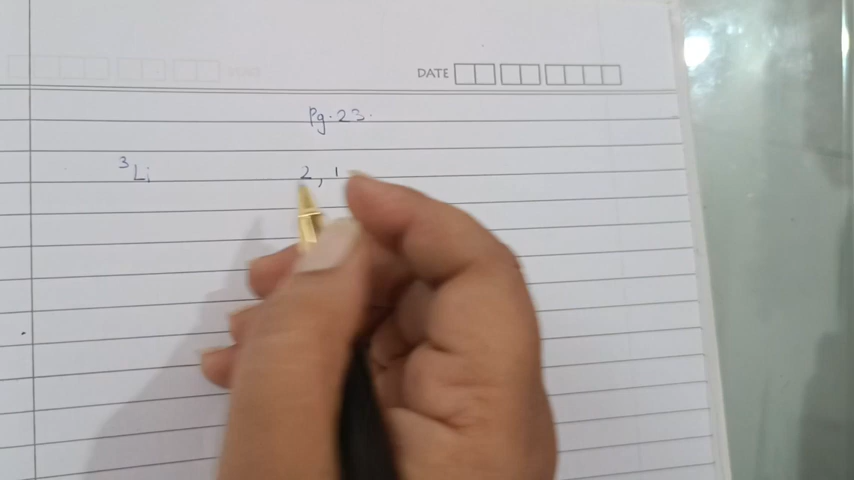 DATE
Pg. 23.
³Li 2, 1